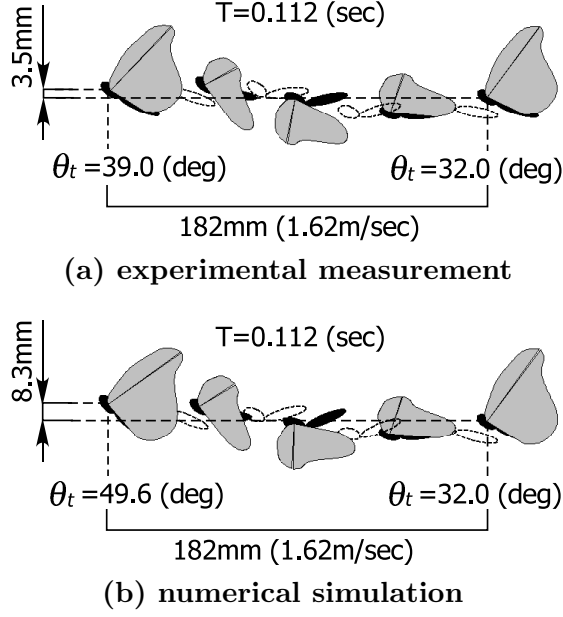 T=0.112 (sec)
3.5mm
θt =39.0 (deg)
θt =32.0 (deg)
182mm (1.62m/sec)
(a) experimental measurement
T=0.112 (sec)
8.3mm
θt =49.6 (deg)
θt =32.0 (deg)
182mm (1.62m/sec)
(b) numerical simulation